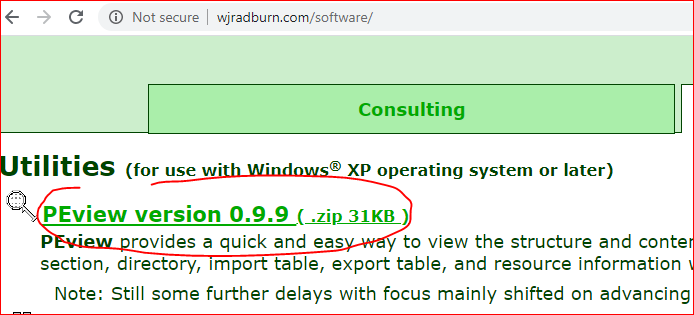 Not secure | wjradburn.com/software/
Consulting
Utilities (for use with Windows® XP operating system or later)
PEview version 0.9.9 ( .zip 31KB )
PEview provides a quick and easy way to view the structure and conten
section, directory, import table, export table, and resource information
Note: Still some further delays with focus mainly shifted on advancing